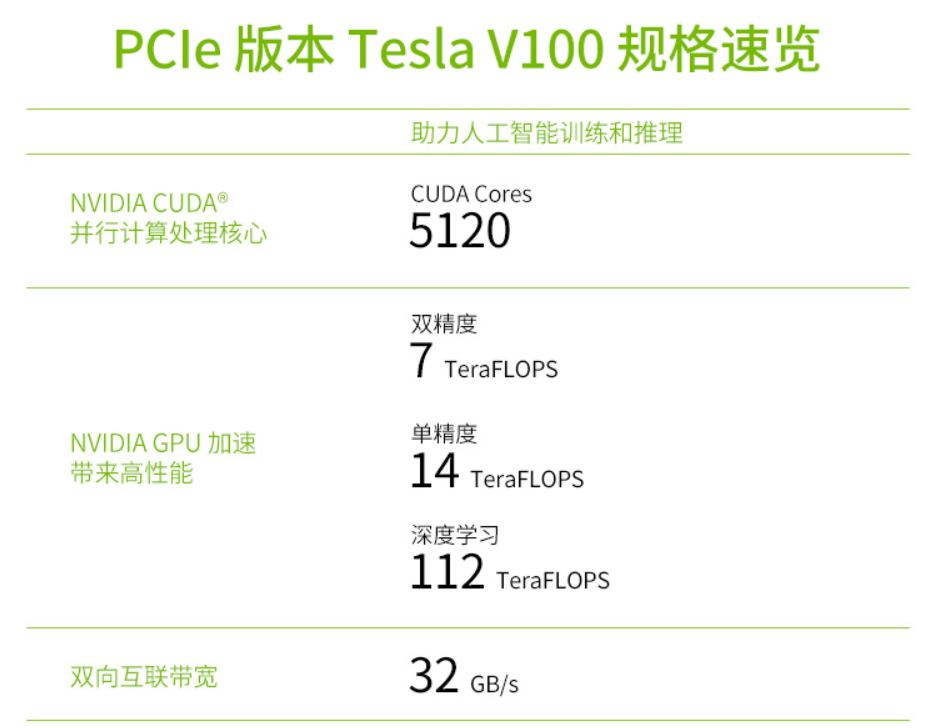 PCIe 版本 Tesla V100 规格速览
助力人工智能训练和推理
NVIDIA CUDA®
并行计算处理核心
CUDA Cores
5120
NVIDIA GPU 加速
带来高性能
双精度
7 TeraFLOPS
单精度
14 TeraFLOPS
深度学习
112 TeraFLOPS
双向互联带宽
32 GB/s